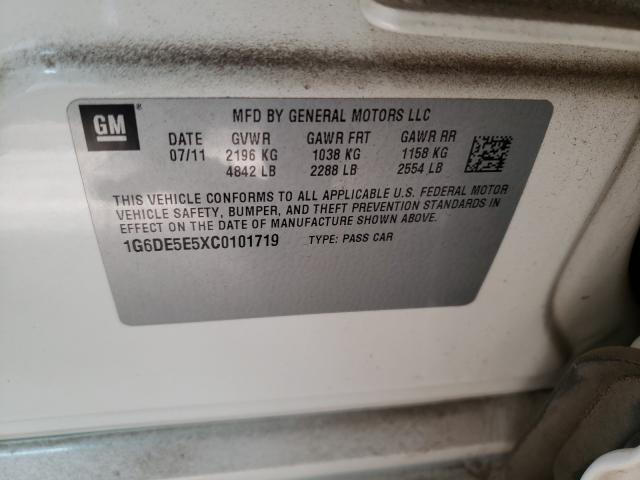 GM®
MFD BY GENERAL MOTORS LLC
DATE GVWR GAWR FRT GAWR RR
07/11 2196 KG 1038 KG 1158 KG
4842 LB 2288 LB 2554 LB
THIS VEHICLE CONFORMS TO ALL APPLICABLE U.S. FEDERAL MOTOR
VEHICLE SAFETY, BUMPER, AND THEFT PREVENTION STANDARDS IN
EFFECT ON THE DATE OF MANUFACTURE SHOWN ABOVE.
1G6DE5E5XC0101719 TYPE: PASS CAR